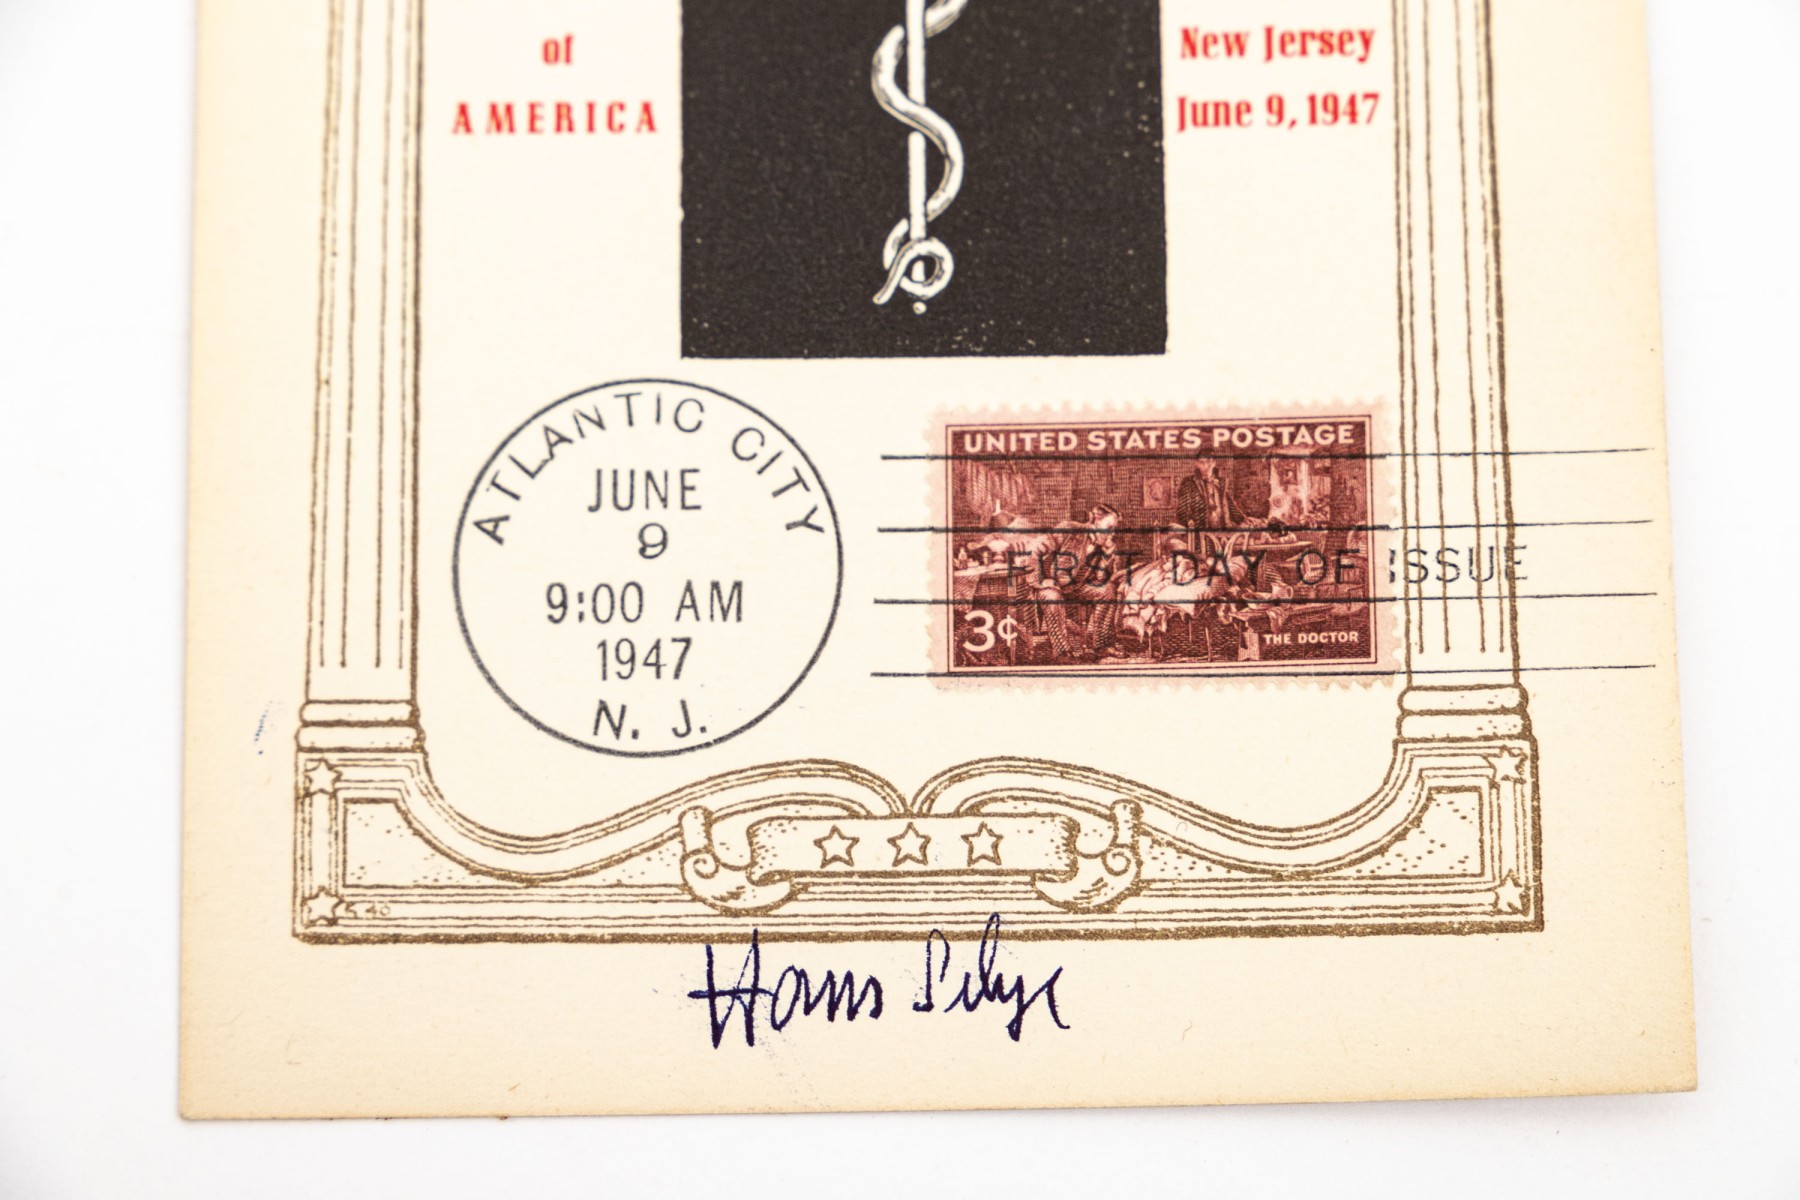 of
AMERICA
New Jersey
June 9, 1947
ATLANTIC CITY
JUNE
9
9:00 AM
1947
N. J.
UNITED STATES POSTAGE
FIRST DAY OF ISSUE
3¢
THE DOCTOR
Hans Selye